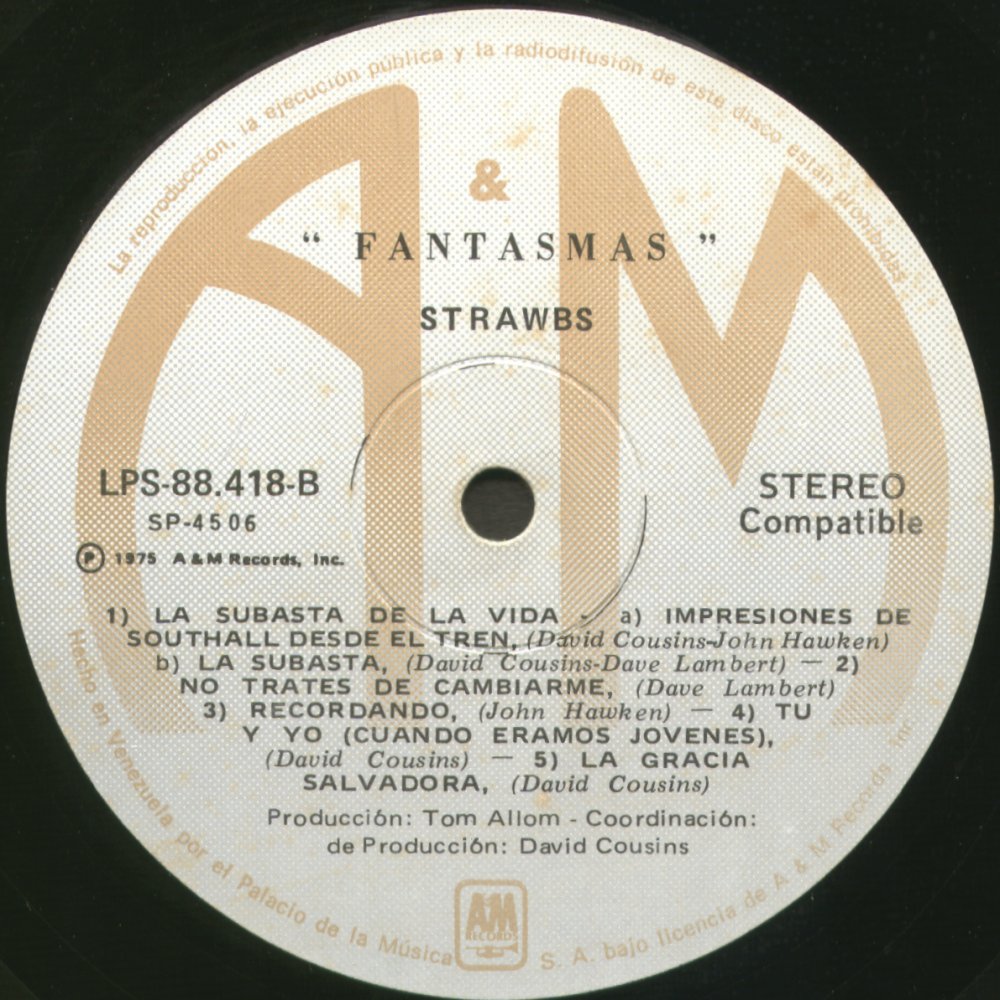 La reproducción, la ejecución publica y la radiodifusión de este disco estan prohibidas
A & M
“ FANTASMAS ”
STRAWBS
LPS-88.418-B
SP-4506
STEREO
Compatible
Ⓟ 1975 A & M Records, Inc.
1) LA SUBASTA DE LA VIDA - a) IMPRESIONES DE
SOUTHALL DESDE EL TREN, (David Cousins-John Hawken)
b) LA SUBASTA, (David Cousins-Dave Lambert) — 2)
NO TRATES DE CAMBIARME, (Dave Lambert)
3) RECORDANDO, (John Hawken) — 4) TU
Y YO (CUANDO ERAMOS JOVENES),
(David Cousins) — 5) LA GRACIA
SALVADORA, (David Cousins)
Producción: Tom Allom - Coordinación:
de Producción: David Cousins
Hecho en Venezuela por el Palacio de la Música S. A. bajo licencia de A & M Records Inc
AM
RECORDS